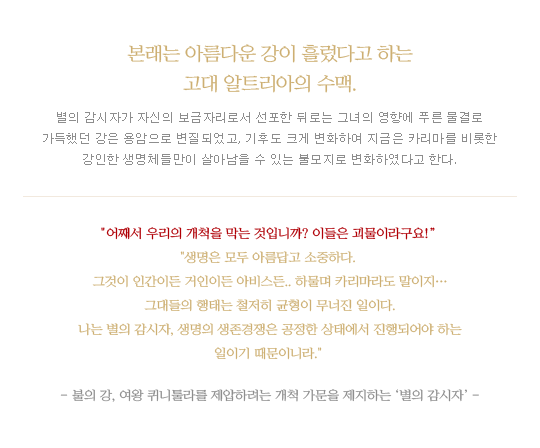 본래는 아름다운 강이 흘렀다고 하는
고대 알트리아의 수맥.
별의 감시자가 자신의 보금자리로서 선포한 뒤로는 그녀의 영향에 푸른 물결로
가득했던 강은 용암으로 변질되었고, 기후도 크게 변화하여 지금은 카리마를 비롯한
강인한 생명체들만이 살아남을 수 있는 불모지로 변화하였다고 한다.
"어째서 우리의 개척을 막는 것입니까? 이들은 괴물이라구요!”
"생명은 모두 아름답고 소중하다.
그것이 인간이든 거인이든 아비스든.. 하물며 카리마라도 말이지…
그대들의 행태는 철저히 균형이 무너진 일이다.
나는 별의 감시자, 생명의 생존경쟁은 공정한 상태에서 진행되어야 하는
일이기 때문이니라."
- 불의 강, 여왕 퀴니툴라를 제압하려는 개척 가문을 제지하는 ‘별의 감시자’ -